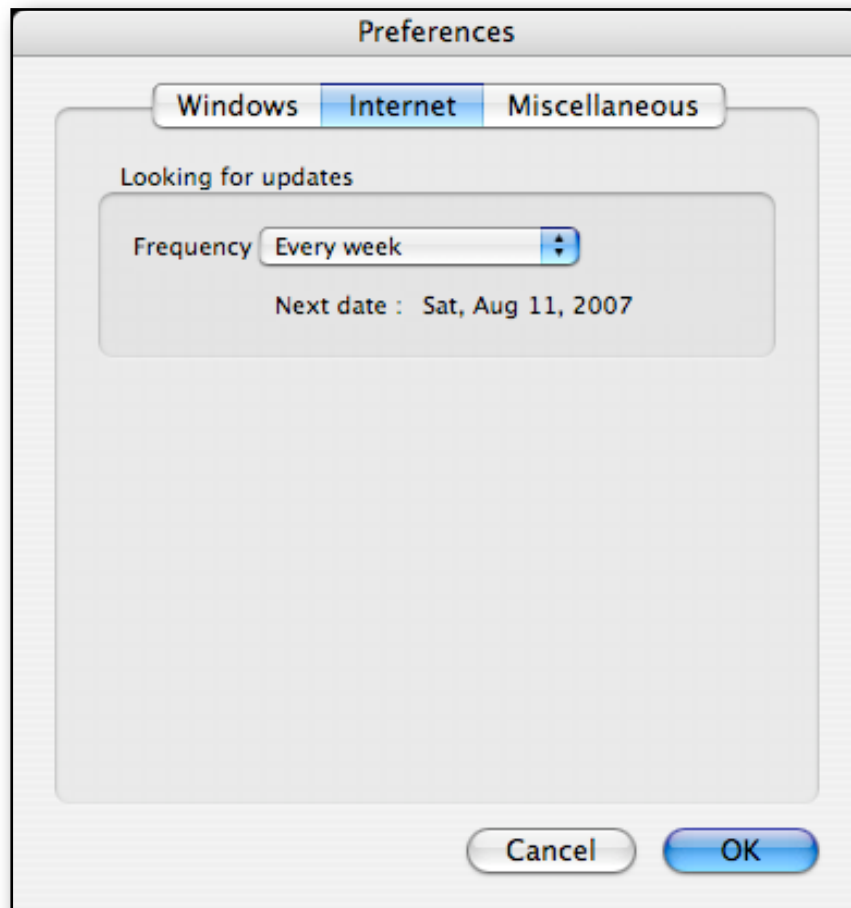 Preferences
Windows Internet Miscellaneous
Looking for updates
Frequency Every week
Next date : Sat, Aug 11, 2007
Cancel OK